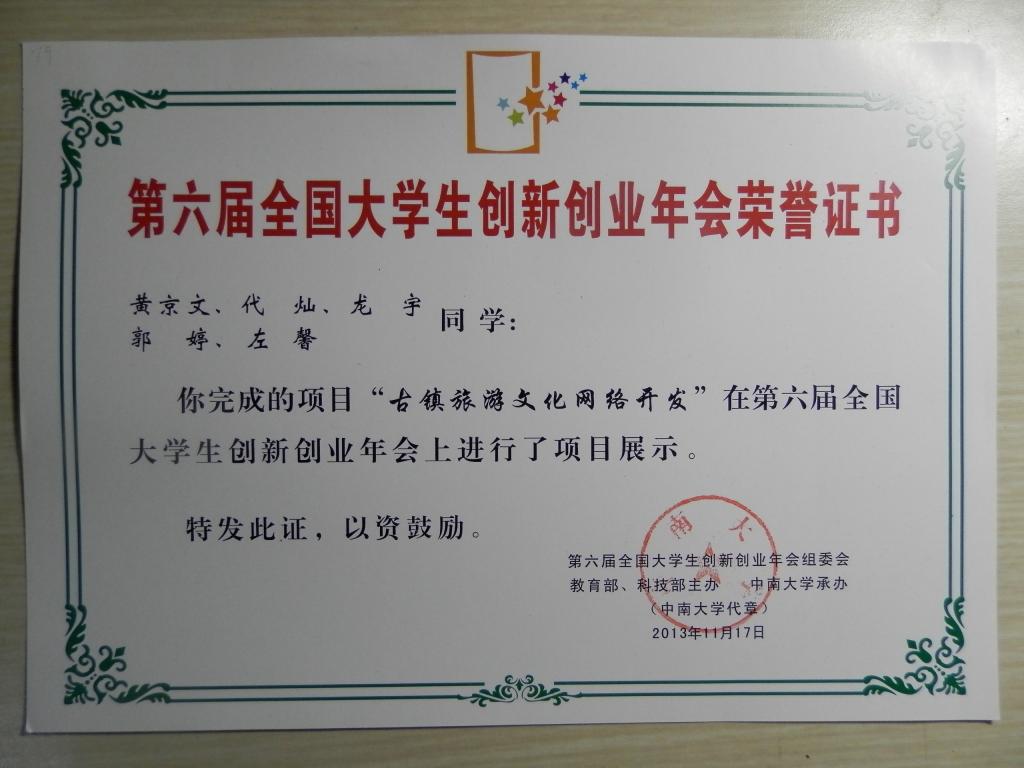 第六届全国大学生创新创业年会荣誉证书
黄京文、代 灿、龙 宇
郭 婷、左 馨 同学:
你完成的项目“古镇旅游文化网络开发”在第六届全国
大学生创新创业年会上进行了项目展示。
特发此证，以资鼓励。
南 大
第六届全国大学生创新创业年会组委会
教育部、科技部主办 中南大学承办
（中南大学代章）
2013年11月17日